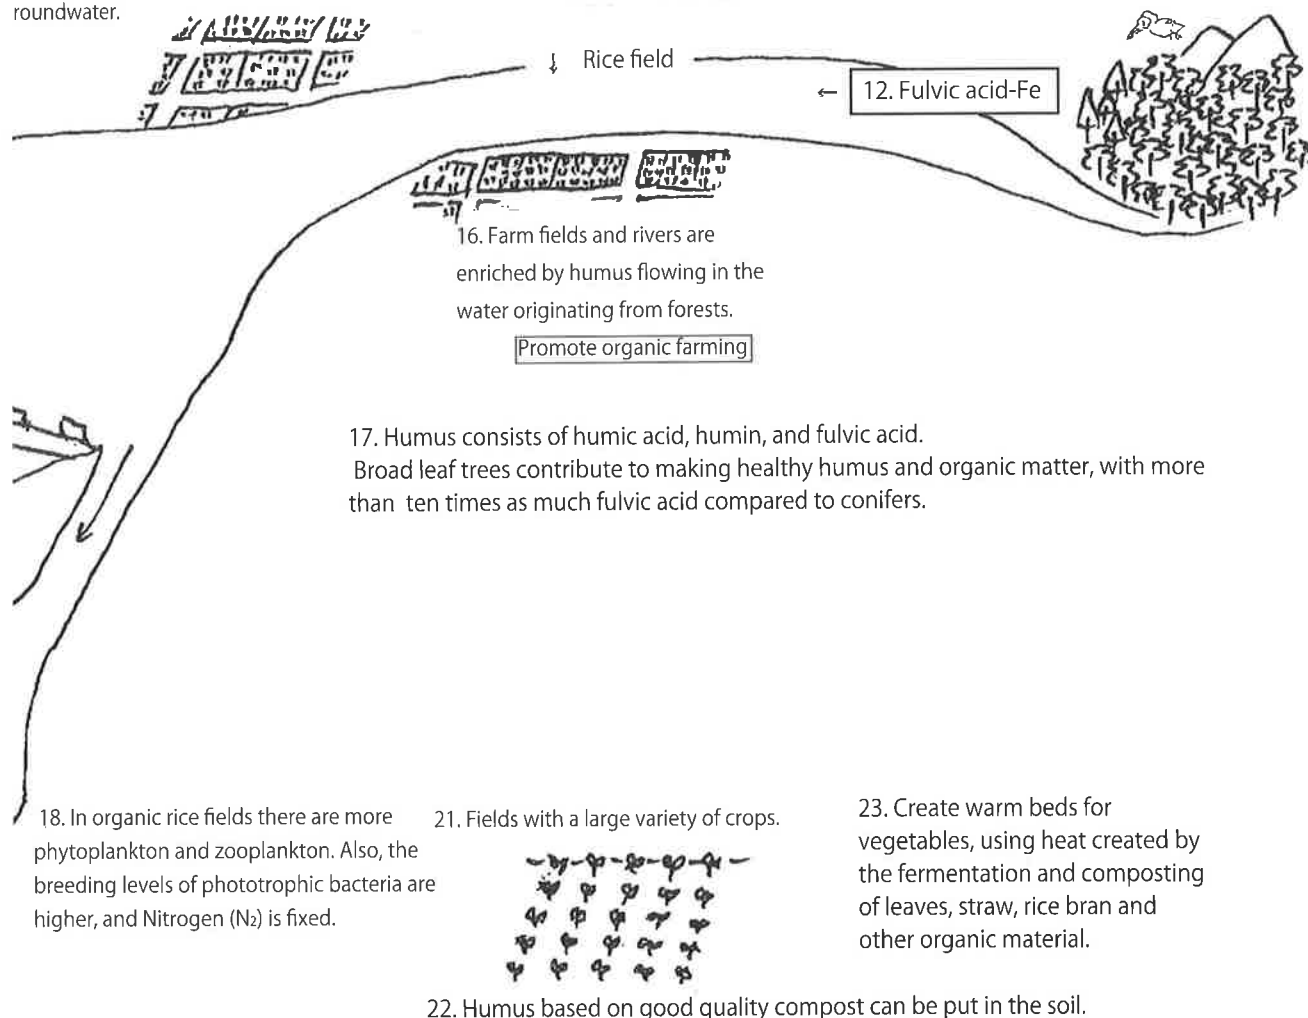 roundwater.
↓ Rice field
← 12. Fulvic acid-Fe
16. Farm fields and rivers are
enriched by humus flowing in the
water originating from forests.
Promote organic farming
17. Humus consists of humic acid, humin, and fulvic acid.
Broad leaf trees contribute to making healthy humus and organic matter, with more
than ten times as much fulvic acid compared to conifers.
18. In organic rice fields there are more
phytoplankton and zooplankton. Also, the
breeding levels of phototrophic bacteria are
higher, and Nitrogen (N₂) is fixed.
21. Fields with a large variety of crops.
23. Create warm beds for
vegetables, using heat created by
the fermentation and composting
of leaves, straw, rice bran and
other organic material.
22. Humus based on good quality compost can be put in the soil.